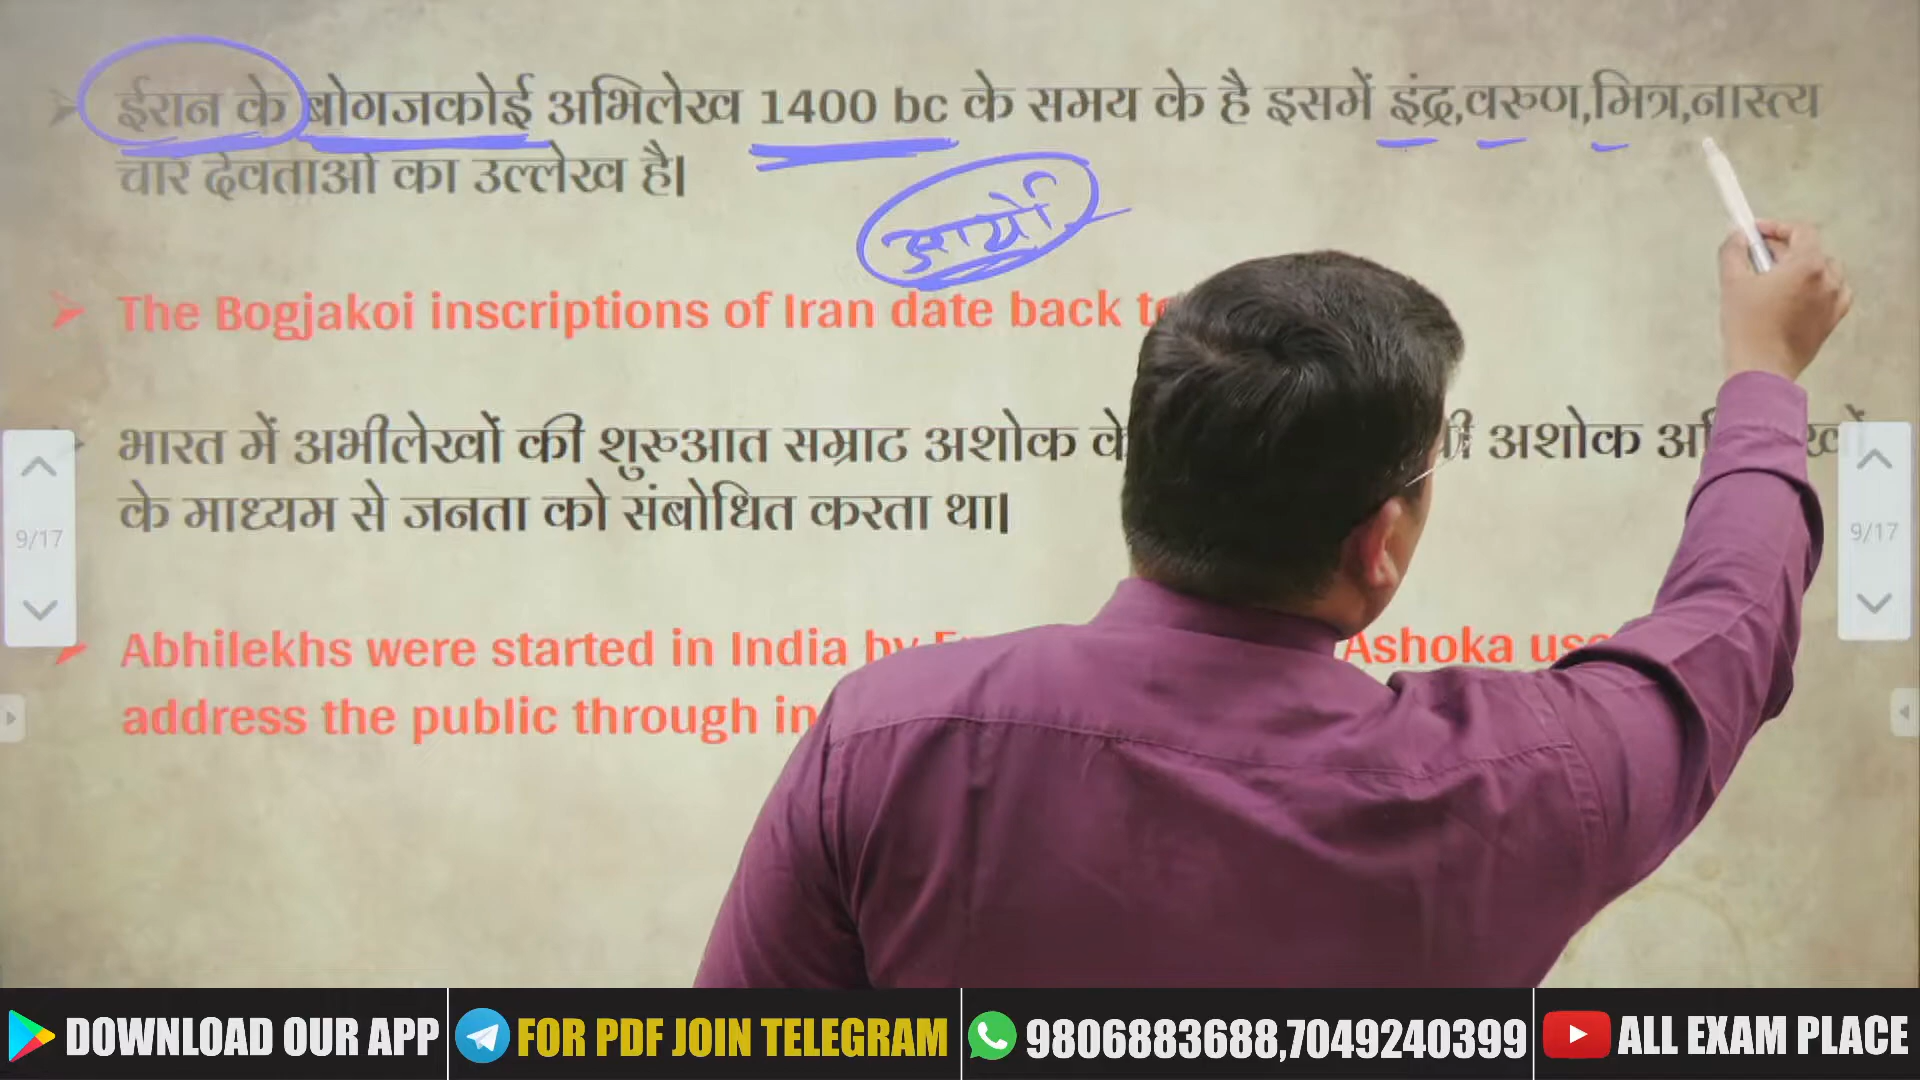 ईरान के बोगजकोई अभिलेख 1400 bc के समय के है इसमें इंद्र,वरुण,मित्र,नास्त्य
चार देवताओं का उल्लेख है।
आर्यो
The Bogjakoi inscriptions of Iran date back
भारत में अभीलेखों की शुरुआत सम्राट अशोक के अशोक
के माध्यम से जनता को संबोधित करता था।
Abhilekhs were started in India by Ashoka
address the public through
9/17
9/17
DOWNLOAD OUR APP
FOR PDF JOIN TELEGRAM
9806883688,7049240399
ALL EXAM PLACE